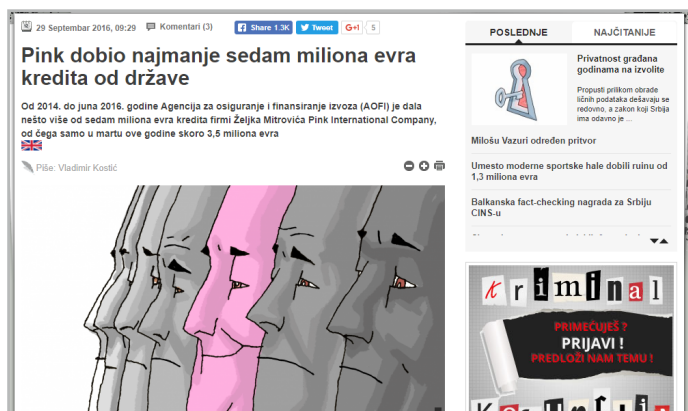 29 Septembar 2016, 09:29 Komentari (3) Share 1.3K Tweet G+1 5
Pink dobio najmanje sedam miliona evra
kredita od države
Od 2014. do juna 2016. godine Agencija za osiguranje i finansiranje izvoza (AOFI) je dala
nešto više od sedam miliona evra kredita firmi Željka Mitrovića Pink International Company,
od čega samo u martu ove godine skoro 3,5 miliona evra
Piše: Vladimir Kostić
POSLEDNJE NAJČITANIJE
Privatnost građana
godinama na izvolite
Propusti prilikom obrade
ličnih podataka dešavaju se
redovno, a zakon koji Srbija
ima odavno je ...
Milošu Vazuri određen pritvor
Umesto moderne sportske hale dobili ruinu od
1,3 miliona evra
Balkanska fact-checking nagrada za Srbiju
CINS-u
kriminal
PRIMEĆUJEŠ ?
PRIJAVI !
PREDLOŽI NAM TEMU !